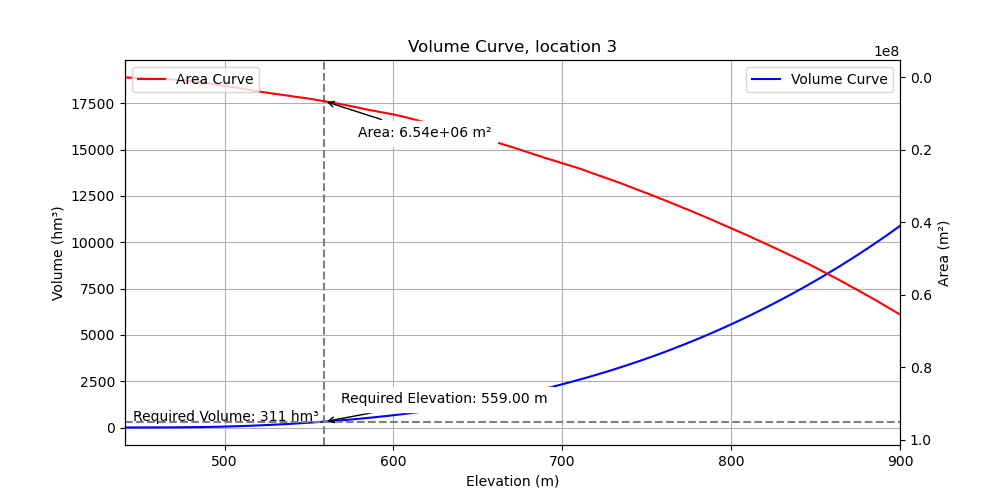 Volume Curve, location 3
1e8
Area Curve
Volume Curve
Area: 6.54e+06 m²
Required Elevation: 559.00 m
Required Volume: 311 hm³
Volume (hm³)
17500
15000
12500
10000
7500
5000
2500
0
Area (m²)
0.0
0.2
0.4
0.6
0.8
1.0
500
600
700
800
900
Elevation (m)